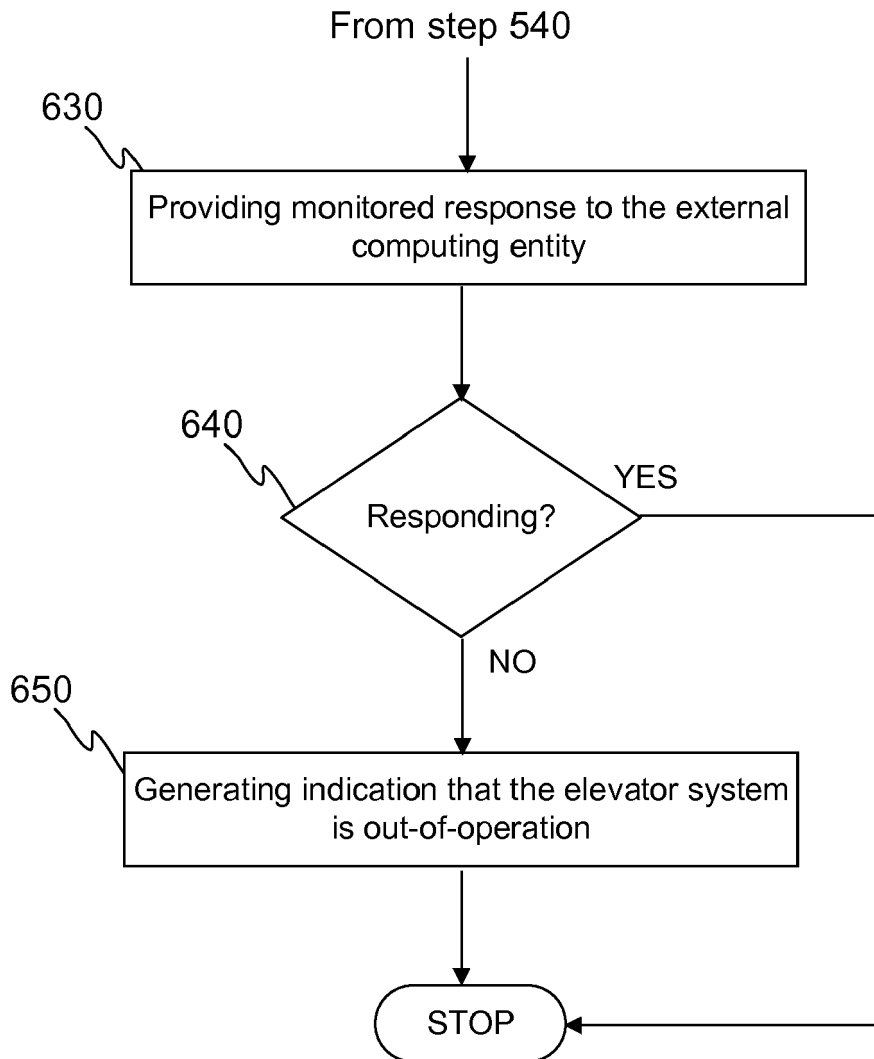 From step 540
630
Providing monitored response to the external
computing entity
640
YES
Responding?
NO
650
Generating indication that the elevator system
is out-of-operation
STOP